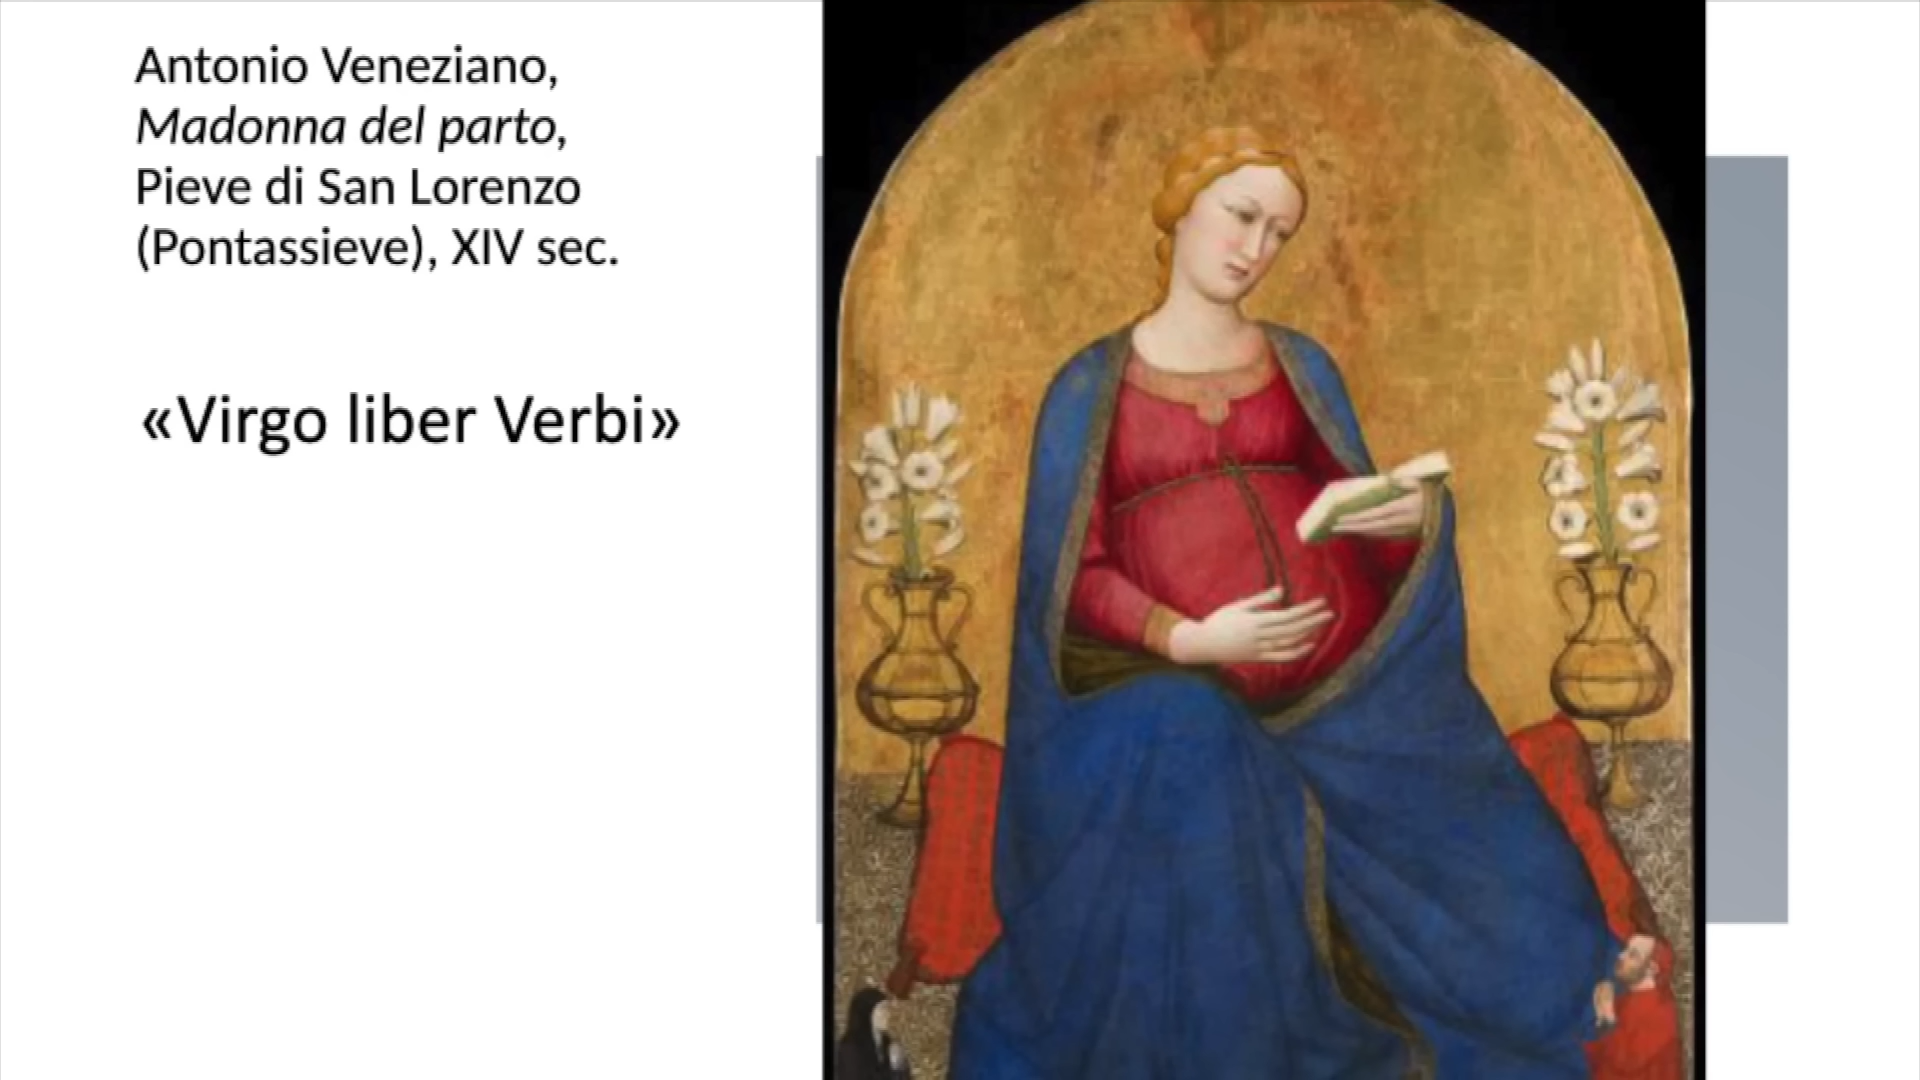 Antonio Veneziano,
Madonna del parto,
Pieve di San Lorenzo
(Pontassieve), XIV sec.
«Virgo liber Verbi»